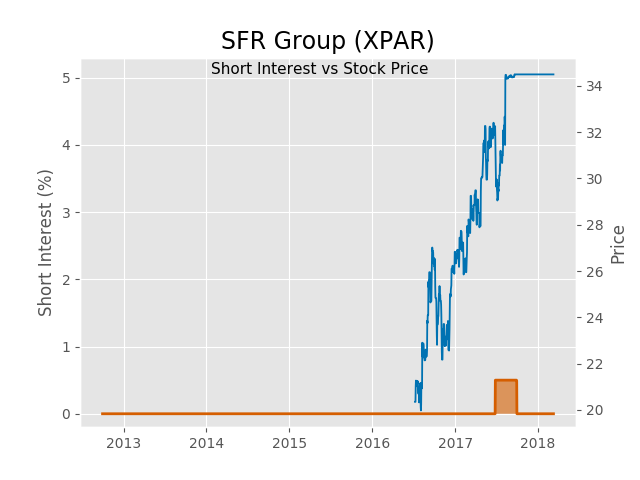 SFR Group (XPAR)
Short Interest vs Stock Price
Short Interest (%)
5
4
3
2
1
0
34
32
30
28
26
24
22
20
Price
2013 2014 2015 2016 2017 2018